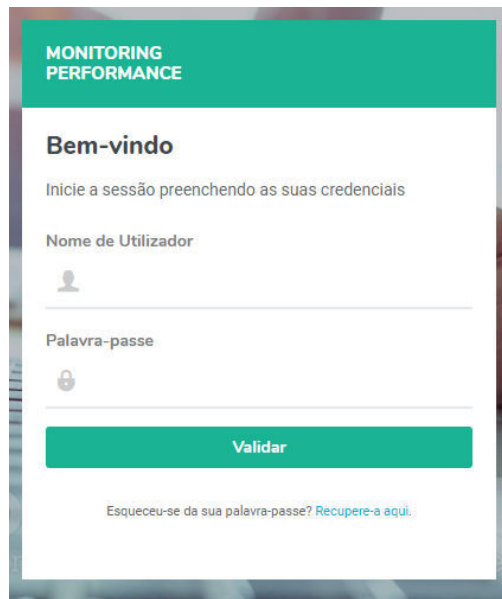 MONITORING
PERFORMANCE
Bem-vindo
Inicie a sessão preenchendo as suas credenciais
Nome de Utilizador
Palavra-passe
Validar
Esqueceu-se da sua palavra-passe? Recupere-a aqui.